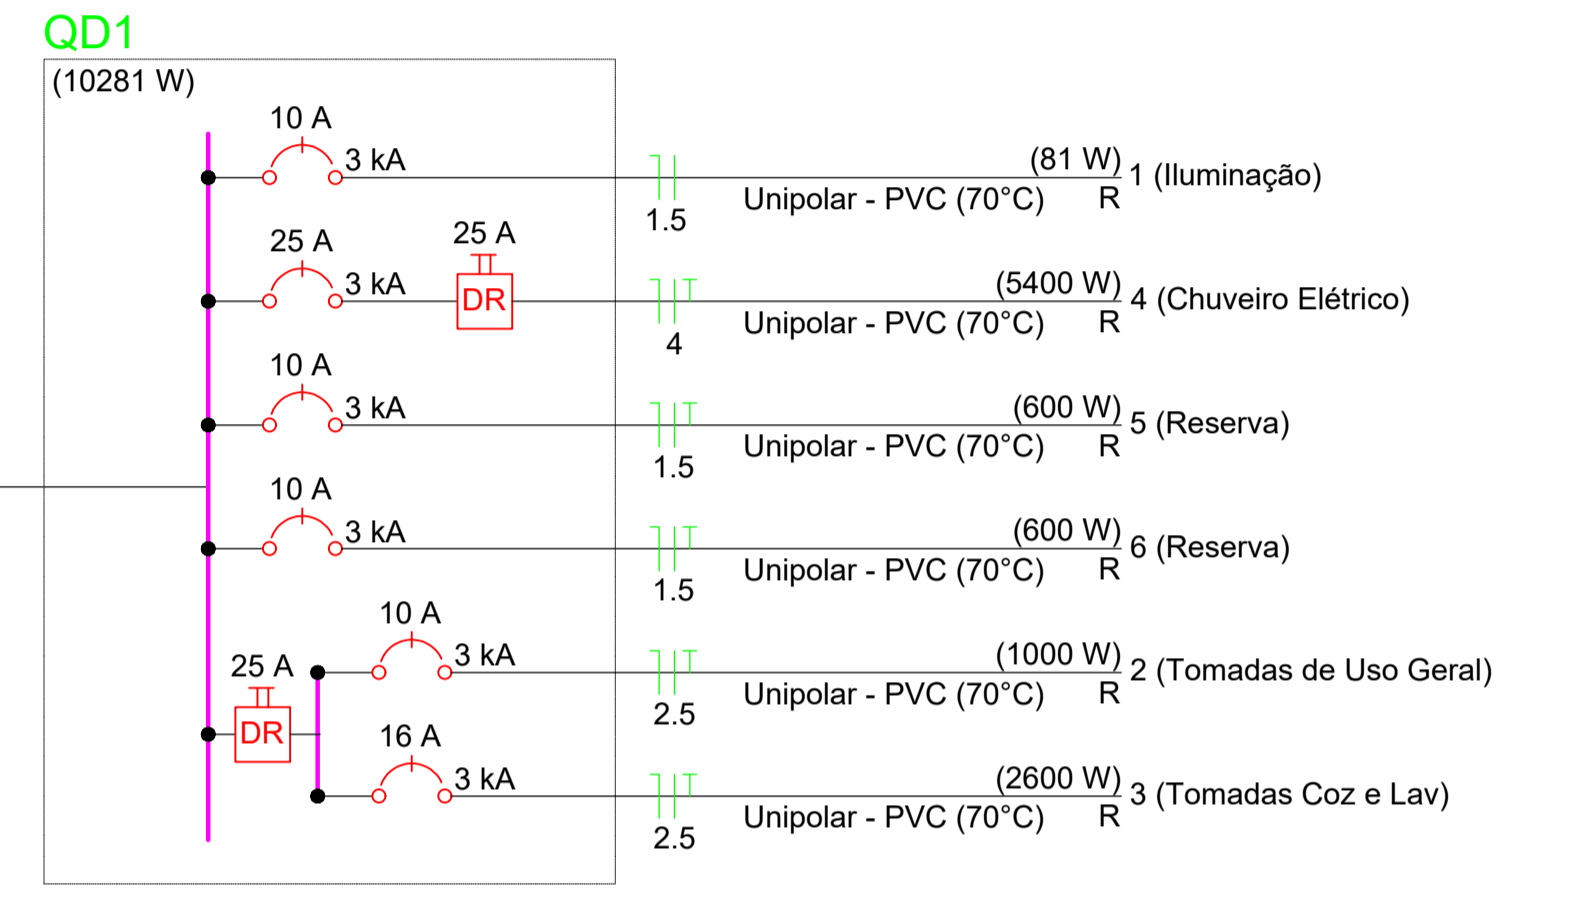 QD1
(10281 W)
10 A
3 kA
1.5
(81 W)
Unipolar - PVC (70°C)
R
1 (Iluminação)
25 A
3 kA
25 A
DR
4
(5400 W)
Unipolar - PVC (70°C)
R
4 (Chuveiro Elétrico)
10 A
3 kA
1.5
(600 W)
Unipolar - PVC (70°C)
R
5 (Reserva)
10 A
3 kA
1.5
(600 W)
Unipolar - PVC (70°C)
R
6 (Reserva)
25 A
DR
10 A
3 kA
2.5
(1000 W)
Unipolar - PVC (70°C)
R
2 (Tomadas de Uso Geral)
16 A
3 kA
2.5
(2600 W)
Unipolar - PVC (70°C)
R
3 (Tomadas Coz e Lav)